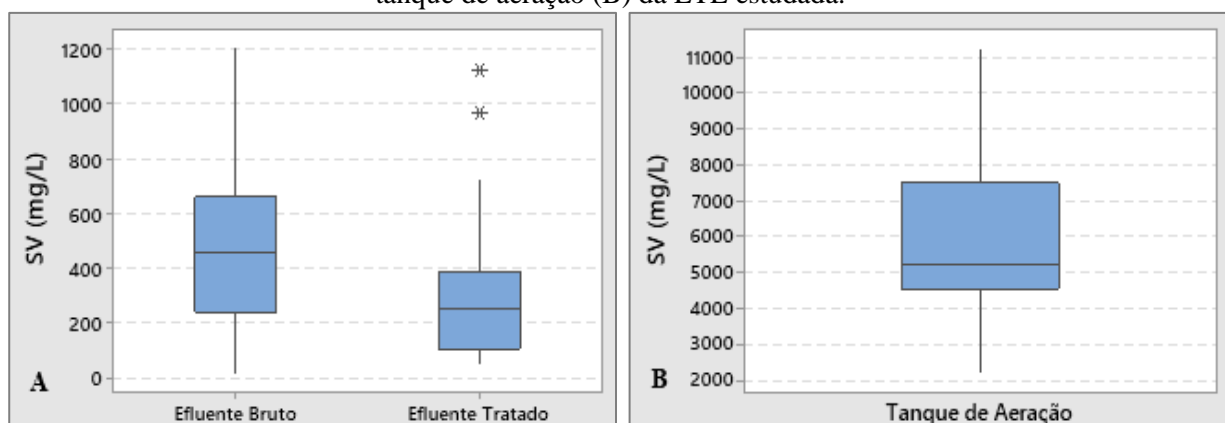 tanque de aeração (B) da ETE estudada.
SV (mg/L)
1200
1000
800
600
400
200
0
A
Efluente Bruto
Efluente Tratado
SV (mg/L)
11000
10000
9000
8000
7000
6000
5000
4000
3000
2000
B
Tanque de Aeração